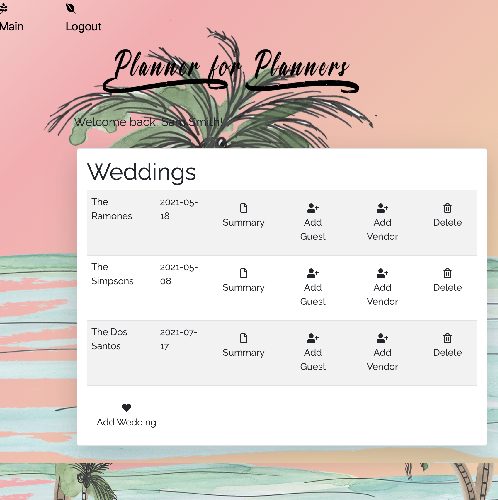 Main Logout
Planner for Planners
Welcome back, Sam Smith!
Weddings
The Ramones 2021-05-18 Summary Add Guest Add Vendor Delete
The Simpsons 2021-05-08 Summary Add Guest Add Vendor Delete
The Dos Santos 2021-07-17 Summary Add Guest Add Vendor Delete
Add Wedding